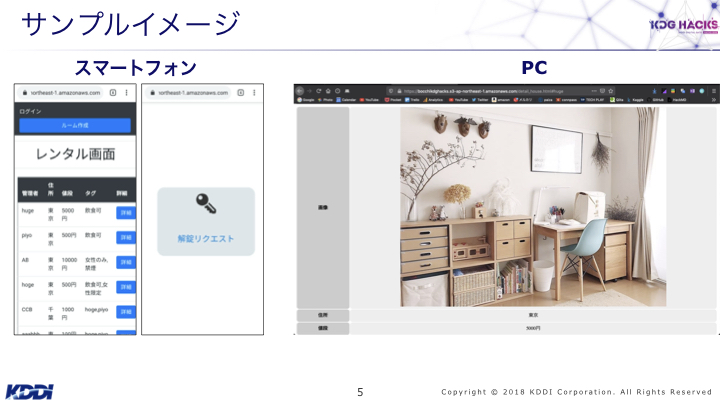 サンプルイメージ
KDG HACKS
スマートフォン
PC
ortheast-1.amazonaws.com
ログイン
ルーム作成
レンタル画面
管理者 住所 値段 タグ 詳細
huge 東京 5000円 飲食可 詳細
piyo 東京 500円 飲食可 詳細
AB 東京 10000円 女性のみ,禁煙 詳細
hoge 東京 500円 飲食可,女性限定 詳細
CCB 千葉 1000円 hoge,piyo 詳細
ortheast-1.amazonaws.com
解錠リクエスト
画像
住所 東京
値段 5000円
KDDI
5
Copyright © 2018 KDDI Corporation. All Rights Reserved